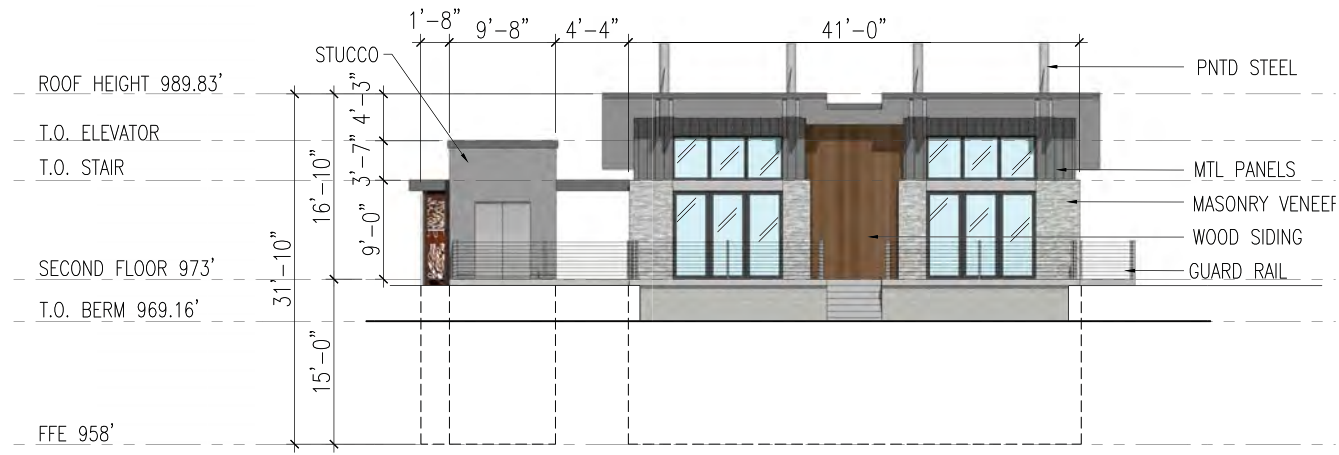 1'-8"
9'-8"
4'-4"
41'-0"
STUCCO
PNTD STEEL
ROOF HEIGHT 989.83'
4'-3"
T.O. ELEVATOR
3'-7"
T.O. STAIR
MTL PANELS
16'-10"
MASONRY VENEER
9'-0"
WOOD SIDING
SECOND FLOOR 973'
GUARD RAIL
31'-10"
T.O. BERM 969.16'
15'-0"
FFE 958'